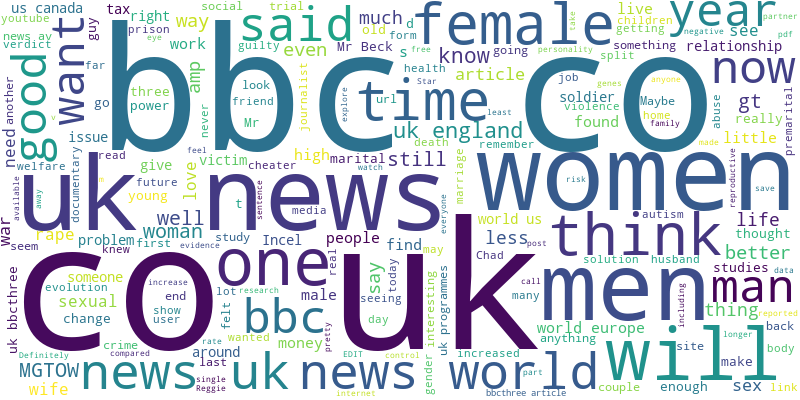 bbc co
co uk
uk news
women
men
will
think
news uk news
world
one
bbc
now
man
time
female
said
year
want
good
uk england
world us
world europe
us canada
youtube
news av
verdict
tax
right
prison
another
far
go
three
power
guy
way
work
guilty
social
trial
even
amp
look
friend
Mr
never
journalist
much
old
form
Mr Beck
s
free
health
article
url
know
going
personality
take
negative
genes
Star
job
soldier
violence
found
death
remember
live
children
getting
something
see
partner
pdf
split
relationship
anyone
Maybe
gt
home
family
really
made
abuse
little
premarital
need
issue
v
read
give
welfare
documentary
feel
victim
cheater
high
marital
still
explore
watch
least
eye
future
young
love
available
away
m
sentence
media
t
well
woman
war
rape
seem
knew
problem
first
evidence
study
Incel
people
real
find
may
say
today
everyone
marriage
less
Chad
post
risk
save
reproductive
autism
life
thought
solution
husband
better
studies
data
thing
reported
uk bbcthree
someone
evolution
sexual
change
increase
end
show
user
lot
research
felt
male
seeing
day
wanted
money
gender
interesting
uk programmes
call
many
including
anything
back
longer
site
make
body
crime
around
Definitely
compared
MGTOW
wife
rate
last
single
Reggie
pretty
EDIT
control
internet
increased
part
bbcthree article
couple
enough
sex
link